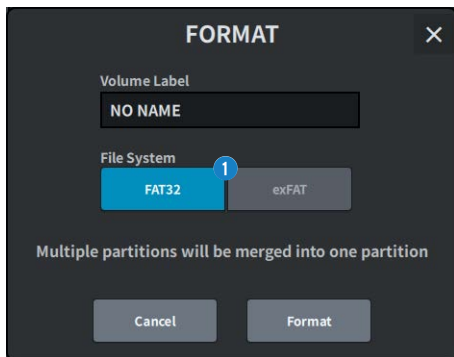 FORMAT
×
Volume Label
NO NAME
File System
1
FAT32
exFAT
Multiple partitions will be merged into one partition
Cancel
Format